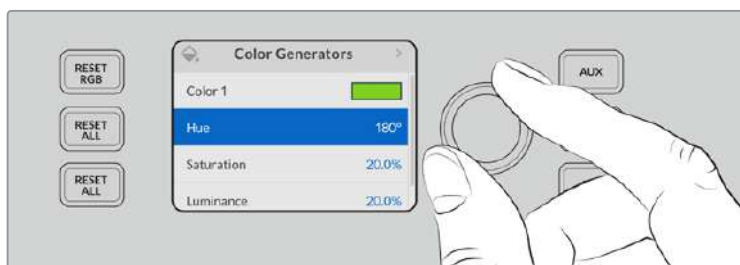 RESET
RGB
RESET
ALL
RESET
ALL
Color Generators
Color 1
Hue 180°
Saturation 20.0%
Luminance 20.0%
AUX